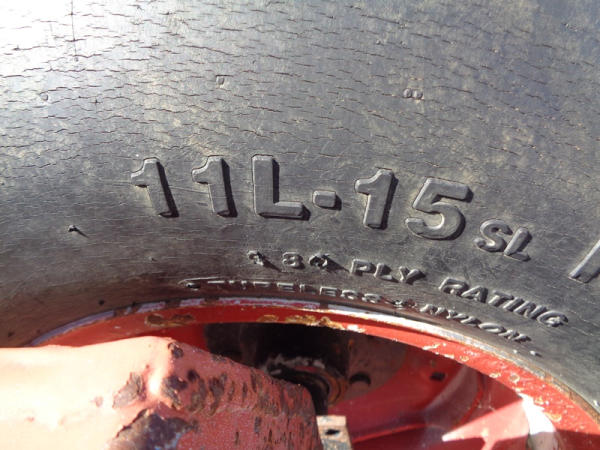 11L-15 SL
8 PLY RATING
TUBELESS NYLON